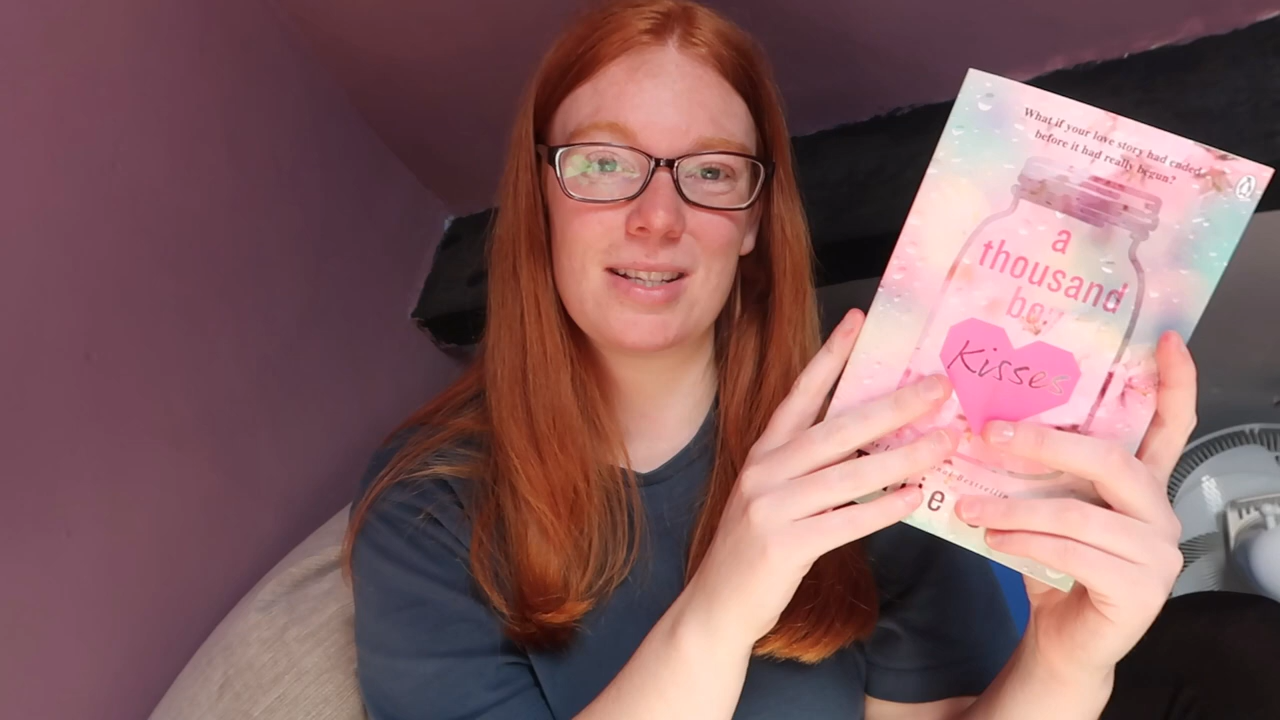 What if your love story had ended
before it had really begun?
a
thousand
boy
Kisses